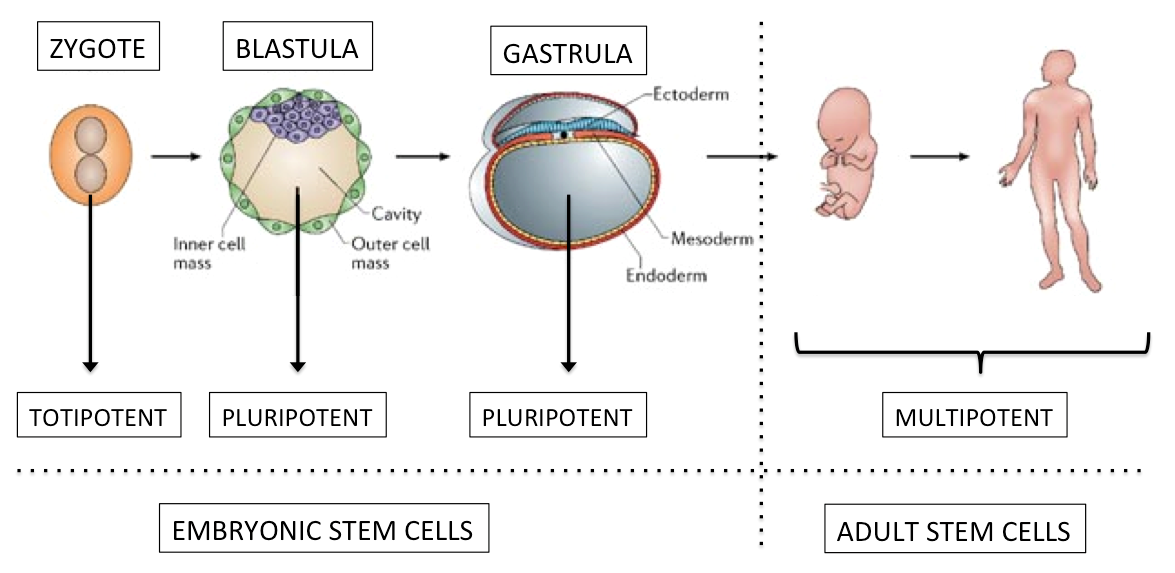 ZYGOTE
BLASTULA
GASTRULA
Ectoderm
Cavity
Inner cell
mass
Outer cell
mass
Mesoderm
Endoderm
TOTIPOTENT
PLURIPOTENT
PLURIPOTENT
MULTIPOTENT
EMBRYONIC STEM CELLS
ADULT STEM CELLS